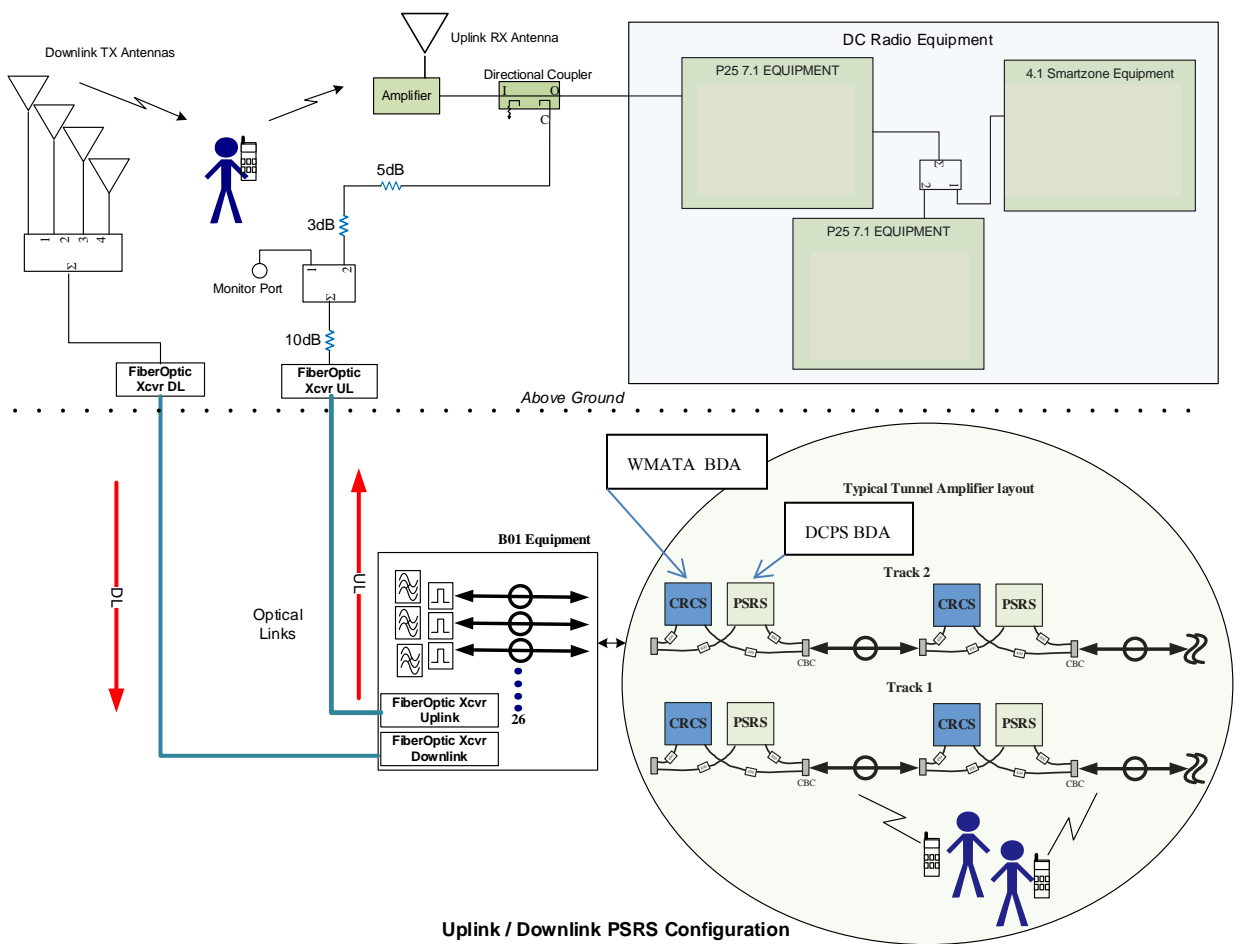 Downlink TX Antennas
Uplink RX Antenna
Directional Coupler
Amplifier
I
O
C
DC Radio Equipment
P25 7.1 EQUIPMENT
4.1 Smartzone Equipment
Σ
2
1
P25 7.1 EQUIPMENT
5dB
3dB
1
2
3
4
Σ
1
2
Σ
Monitor Port
10dB
FiberOptic
Xcvr DL
FiberOptic
Xcvr UL
Above Ground
WMATA BDA
Typical Tunnel Amplifier layout
DCPS BDA
B01 Equipment
Track 2
DL
UL
Optical
Links
CRCS
PSRS
CRCS
PSRS
CBC
CBC
Track 1
FiberOptic Xcvr
Uplink
26
FiberOptic Xcvr
Downlink
CRCS
PSRS
CRCS
PSRS
CBC
CBC
Uplink / Downlink PSRS Configuration